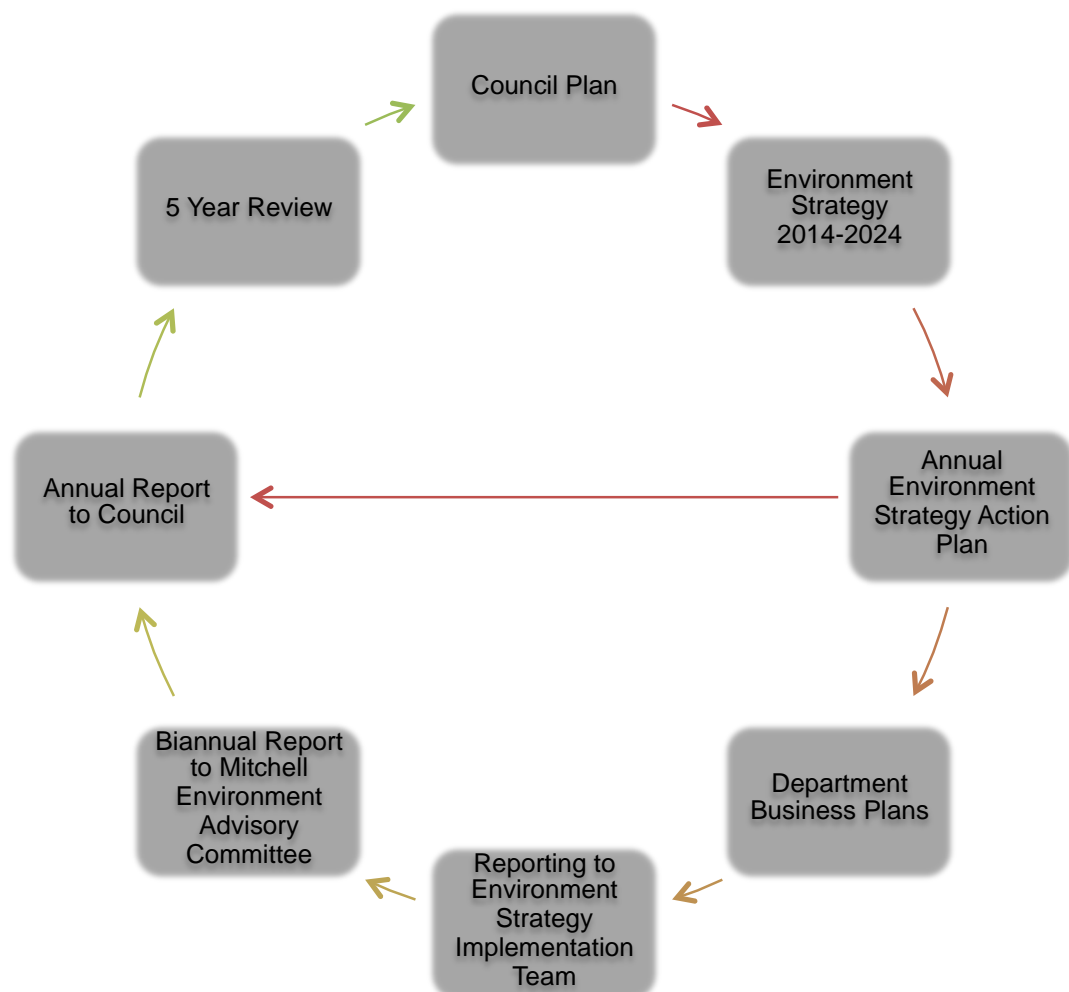 Council Plan
Environment
Strategy
2014-2024
Annual
Environment
Strategy Action
Plan
Department
Business Plans
Reporting to
Environment
Strategy
Implementation
Team
Biannual Report
to Mitchell
Environment
Advisory
Committee
Annual Report
to Council
5 Year Review